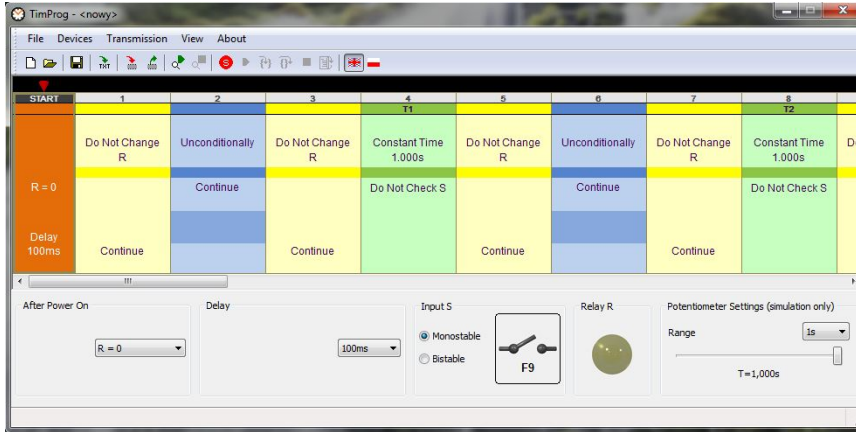 TimProg - <nowy>
File Devices Transmission View About
TXT
START 1 2 3 4 5 6 7 8
T1 T2
Do Not Change Unconditionally Do Not Change Constant Time Do Not Change Unconditionally Do Not Change Constant Time D
R R 1.000s R R 1.000s
R = 0 Continue Do Not Check S Continue Do Not Check S
Delay
100ms Continue Continue Continue Continue
After Power On Delay Input S Relay R Potentiometer Settings (simulation only)
Monostable Range 1s
R = 0 100ms
Bistable F9
T=1,000s